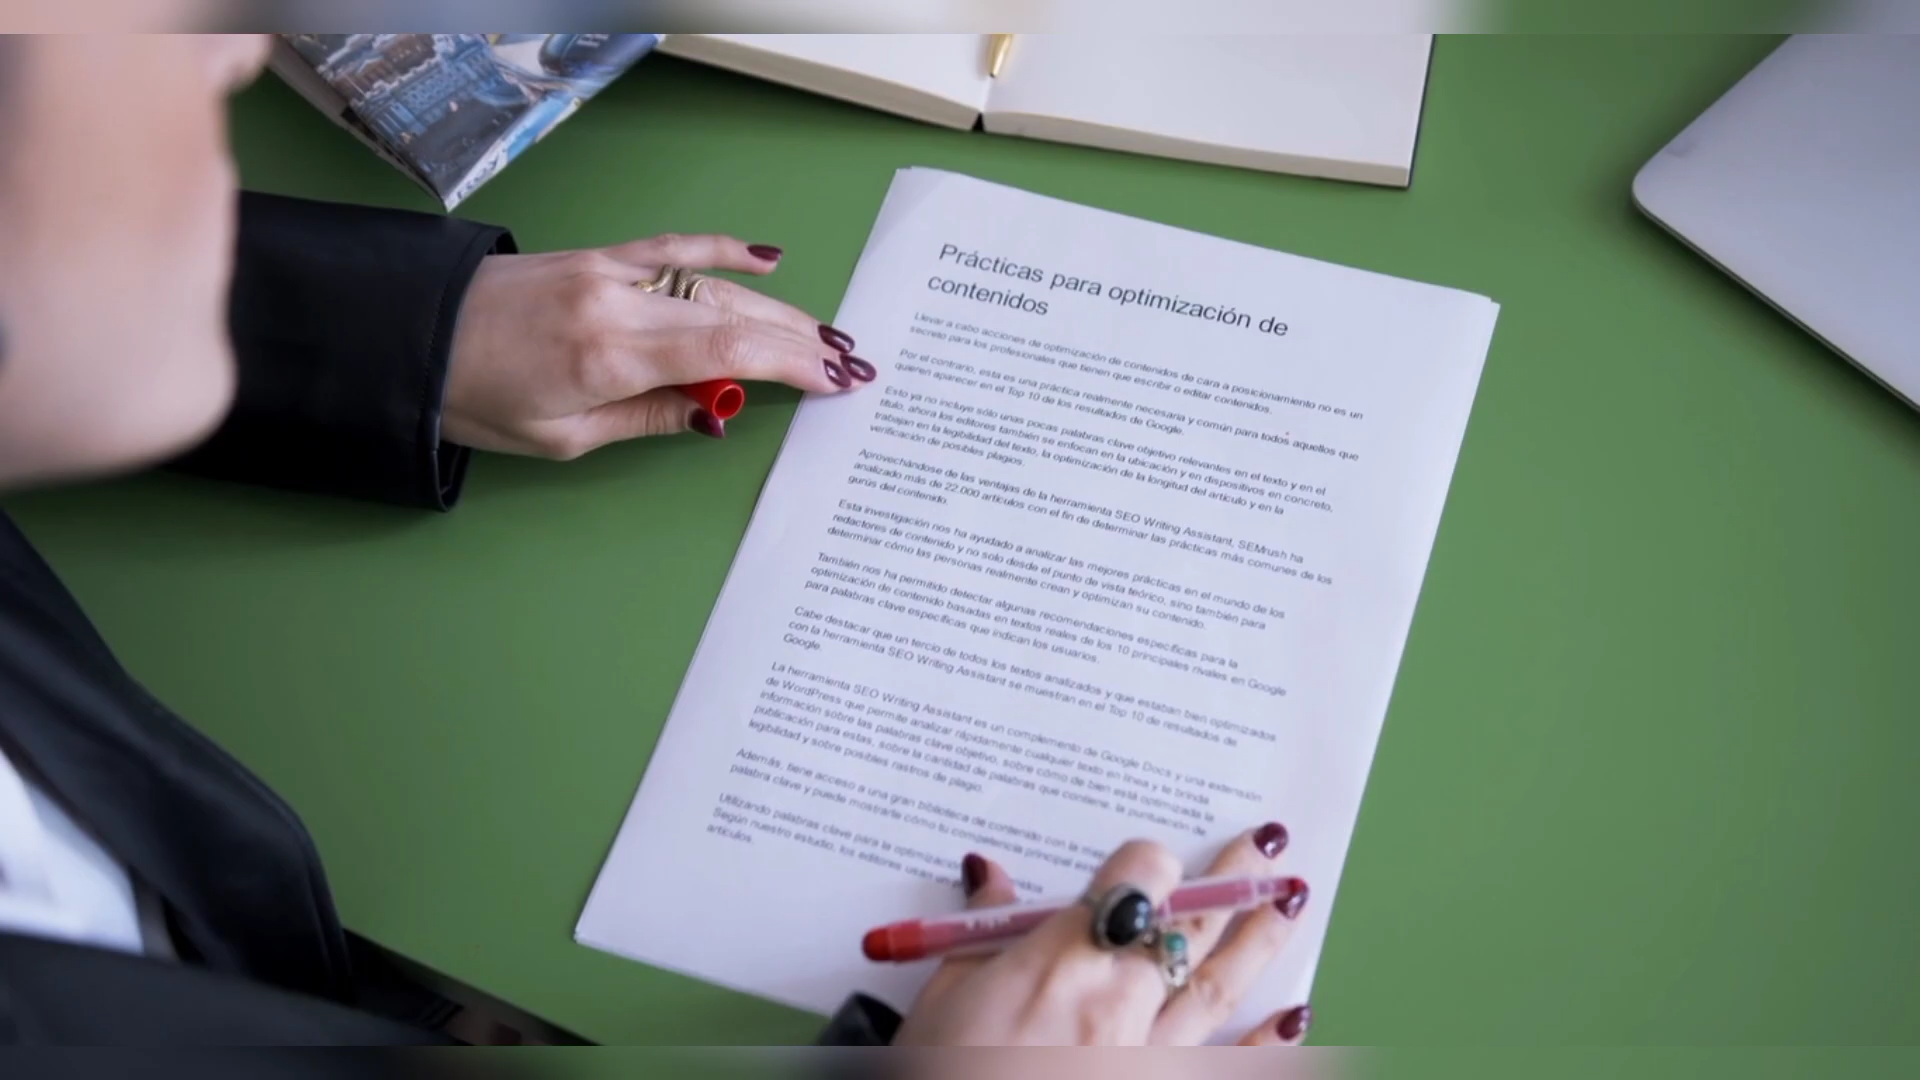 Prácticas para optimización de
contenidos
Llevar a cabo acciones de optimización de contenidos de cara a posicionamiento no es un
secreto para los profesionales que tienen que escribir o editar contenidos.
Por el contrario, esta es una práctica realmente necesaria y común para todos aquellos que
quieren aparecer en el Top 10 de los resultados de Google.
Esto ya no incluye sólo unas pocas palabras clave objetivo relevantes en el texto y en el
título, ahora los editores también se enfocan en la ubicación y en dispositivos en concreto,
trabajan en la legibilidad del texto, la optimización de la longitud del artículo y en la
verificación de posibles plagios.
Aprovechándose de las ventajas de la herramienta SEO Writing Assistant, SEMrush ha
analizado más de 22.000 artículos con el fin de determinar las prácticas más comunes de los
gurús del contenido.
Esta investigación nos ha ayudado a analizar las mejores prácticas en el mundo de los
redactores de contenido y no solo desde el punto de vista teórico, sino también para
determinar cómo las personas realmente crean y optimizan su contenido.
También nos ha permitido detectar algunas recomendaciones específicas para la
optimización de contenido basadas en textos reales de los 10 principales rivales en Google
para palabras clave específicas que indican los usuarios.
Cabe destacar que un tercio de todos los textos analizados y que estaban bien optimizados
con la herramienta SEO Writing Assistant se muestran en el Top 10 de resultados de
Google.
La herramienta SEO Writing Assistant es un complemento de Google Docs y una extensión
de WordPress que permite analizar rápidamente cualquier texto en línea y te brinda
información sobre las palabras clave objetivo, sobre cómo de bien está optimizada la
publicación para estas, sobre la cantidad de palabras que contiene, la puntuación de
legibilidad y sobre posibles rastros de plagio.
Además, tiene acceso a una gran biblioteca de contenido con la
palabra clave y puede mostrarte cómo tu competencia principal
Utilizando palabras clave para la optimización
Según nuestro estudio, los editores usan un
artículos.